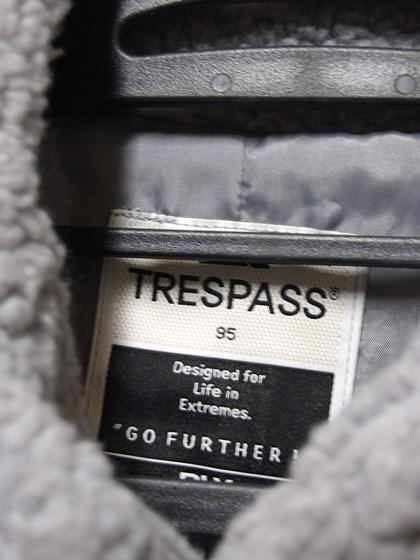 TRESPASS®
95
Designed for
Life in
Extremes.
"GO FURTHER